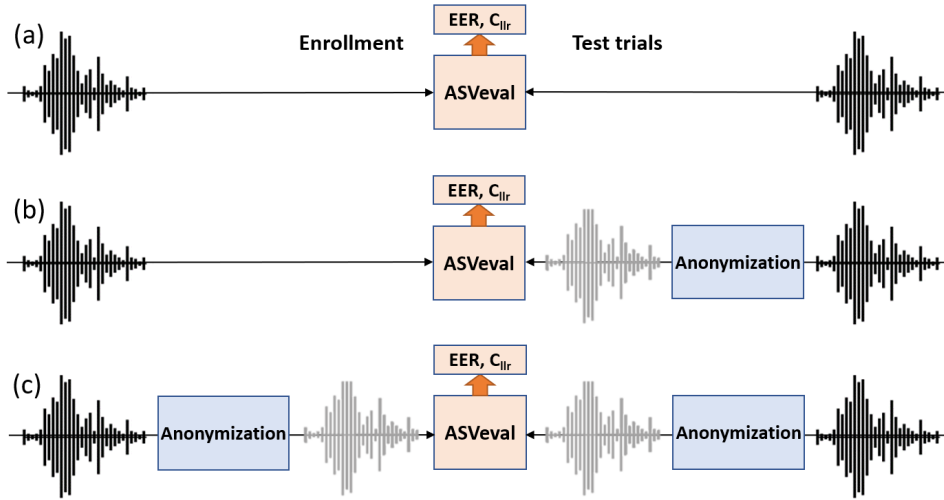 (a)
EER, Cllr
Enrollment
Test trials
ASVeval
(b)
EER, Cllr
ASVeval
Anonymization
(c)
EER, Cllr
Anonymization
ASVeval
Anonymization